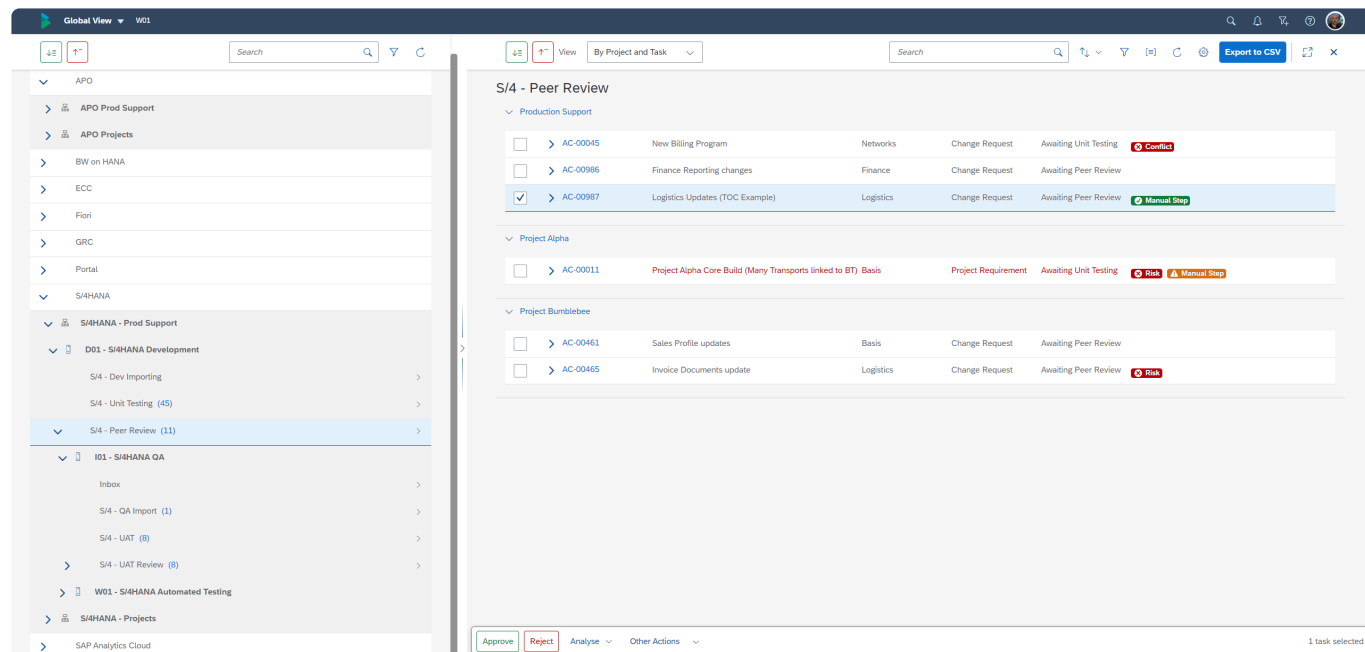 Global View W01
Search
View By Project and Task Search Export to CSV
APO
APO Prod Support
APO Projects
BW on HANA
ECC
Fiori
GRC
Portal
S/4HANA
S/4HANA - Prod Support
D01 - S/4HANA Development
S/4 - Dev Importing
S/4 - Unit Testing (45)
S/4 - Peer Review (11)
I01 - S/4HANA QA
Inbox
S/4 - QA Import (1)
S/4 - UAT (8)
S/4 - UAT Review (8)
W01 - S/4HANA Automated Testing
S/4HANA - Projects
SAP Analytics Cloud
S/4 - Peer Review
Production Support
AC-00045 New Billing Program Networks Change Request Awaiting Unit Testing Conflict
AC-00986 Finance Reporting changes Finance Change Request Awaiting Peer Review
AC-00987 Logistics Updates (TOC Example) Logistics Change Request Awaiting Peer Review Manual Step
Project Alpha
AC-00011 Project Alpha Core Build (Many Transports linked to BT) Basis Project Requirement Awaiting Unit Testing Risk Manual Step
Project Bumblebee
AC-00461 Sales Profile updates Basis Change Request Awaiting Peer Review
AC-00465 Invoice Documents update Logistics Change Request Awaiting Peer Review Risk
Approve Reject Analyse Other Actions 1 task selected